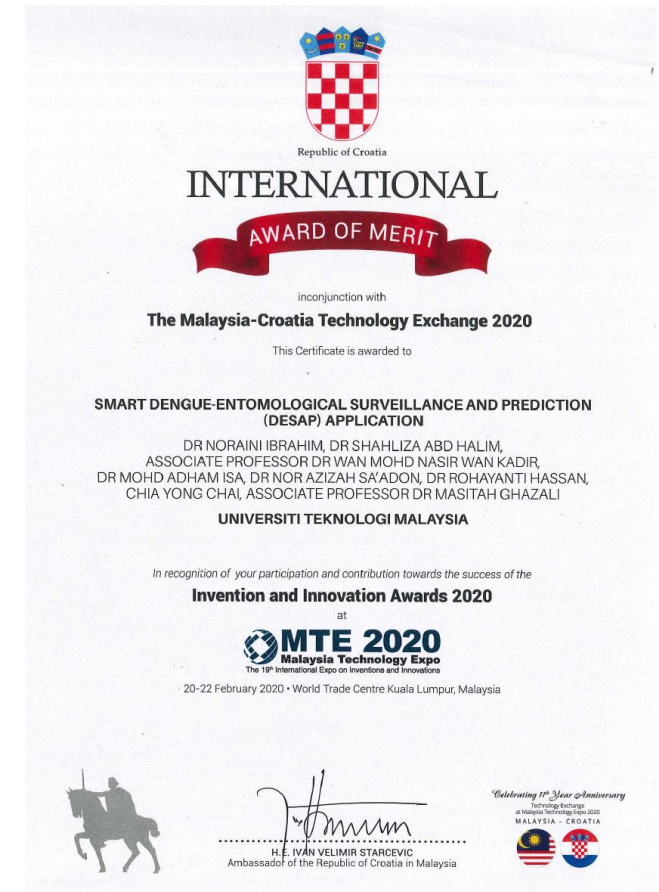 Republic of Croatia
INTERNATIONAL
AWARD OF MERIT
inconjunction with
The Malaysia-Croatia Technology Exchange 2020
This Certificate is awarded to
SMART DENGUE-ENTOMOLOGICAL SURVEILLANCE AND PREDICTION
(DESAP) APPLICATION
DR NORAINI IBRAHIM, DR SHAHLIZA ABD HALIM,
ASSOCIATE PROFESSOR DR WAN MOHD NASIR WAN KADIR,
DR MOHD ADHAM ISA, DR NOR AZIZAH SA'ADON, DR ROHAYANTI HASSAN,
CHIA YONG CHAI, ASSOCIATE PROFESSOR DR MASITAH GHAZALI
UNIVERSITI TEKNOLOGI MALAYSIA
In recognition of your participation and contribution towards the success of the
Invention and Innovation Awards 2020
at
MTE 2020
Malaysia Technology Expo
The 19th International Expo on Inventions and Innovations
20-22 February 2020 • World Trade Centre Kuala Lumpur, Malaysia
H.E. IVAN VELIMIR STARCEVIC
Ambassador of the Republic of Croatia in Malaysia
Celebrating 11th Year Anniversary
Technology Exchange
at Malaysia Technology Expo 2020
MALAYSIA - CROATIA